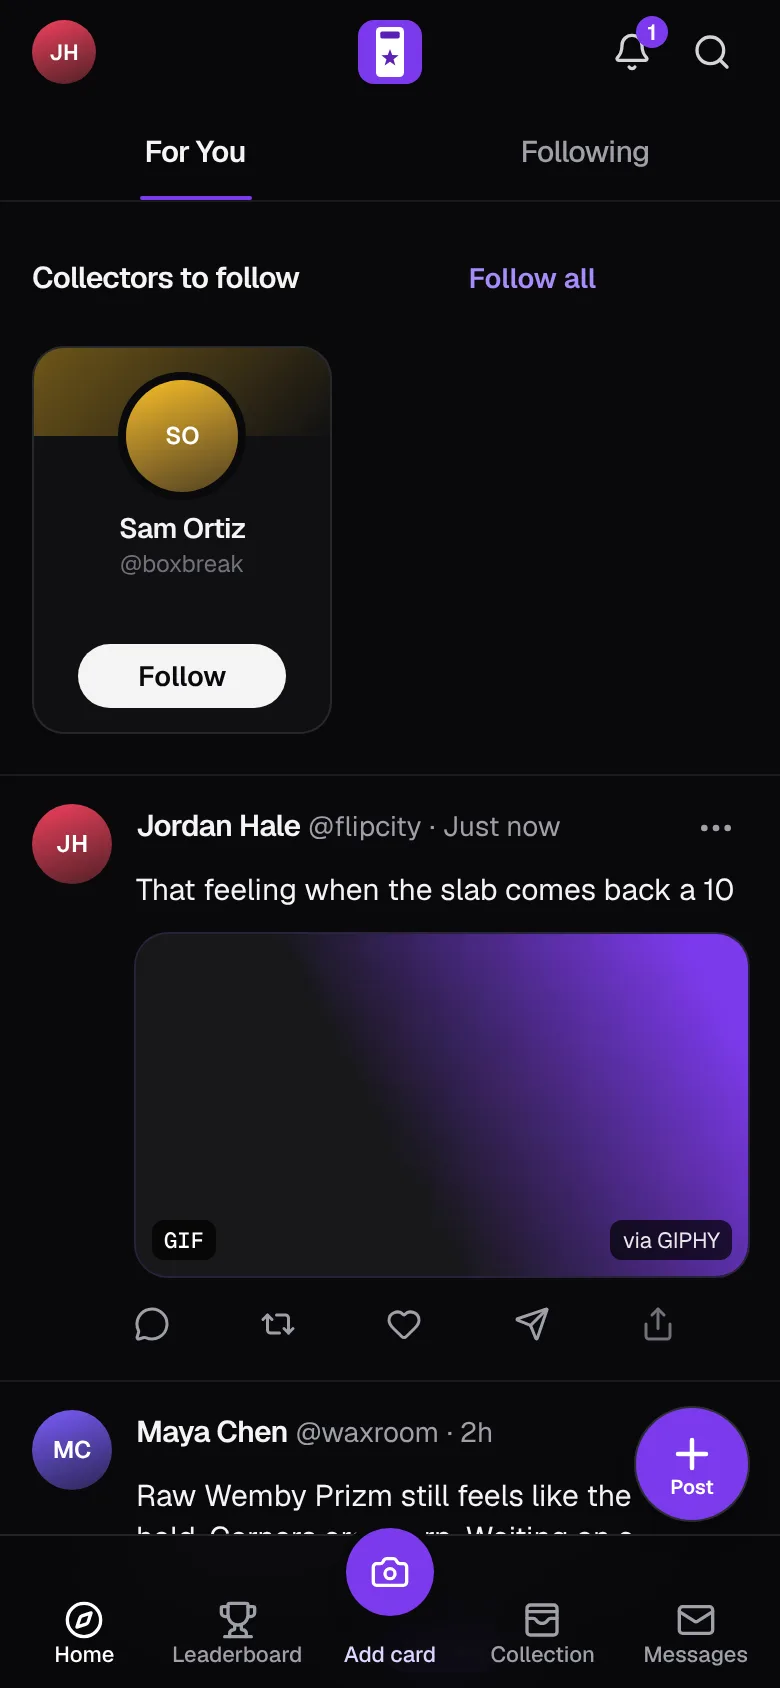 JH
1
For You
Following
Collectors to follow
Follow all
SO
Sam Ortiz
@boxbreak
Follow
JH
Jordan Hale @flipcity · Just now
That feeling when the slab comes back a 10
GIF
via GIPHY
MC
Maya Chen @waxroom · 2h
Raw Wemby Prizm still feels like the
Post
Home
Leaderboard
Add card
Collection
Messages